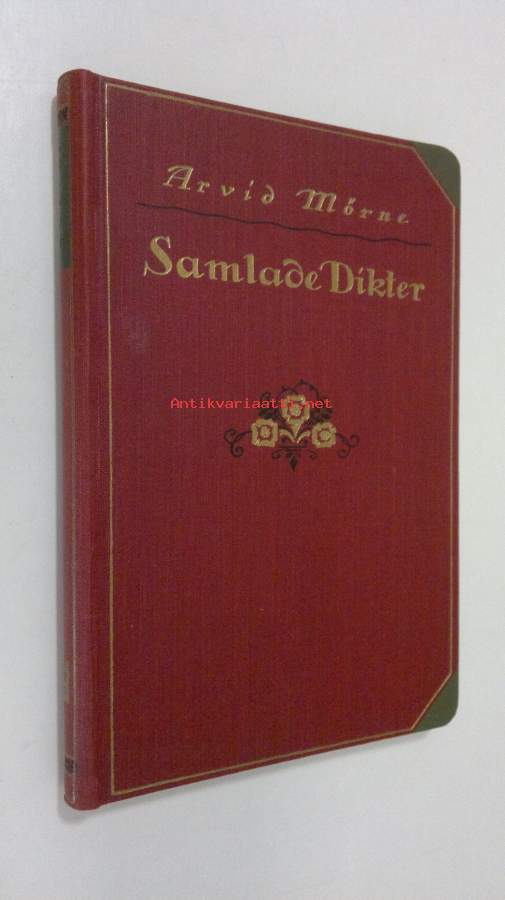 Arvid Mörne
Samlade Dikter
Antikvariaatti.net